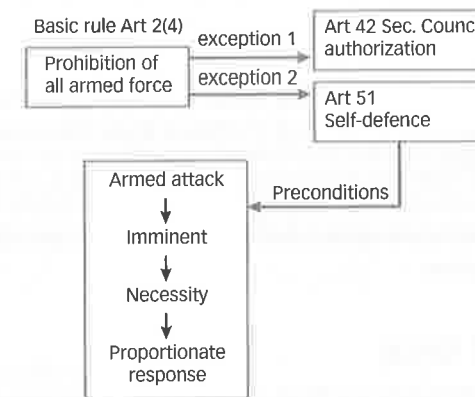 Basic rule Art 2(4)
Prohibition of
all armed force
exception 1
exception 2
Art 42 Sec. Counc
authorization
Art 51
Self-defence
Preconditions
Armed attack
Imminent
Necessity
Proportionate
response